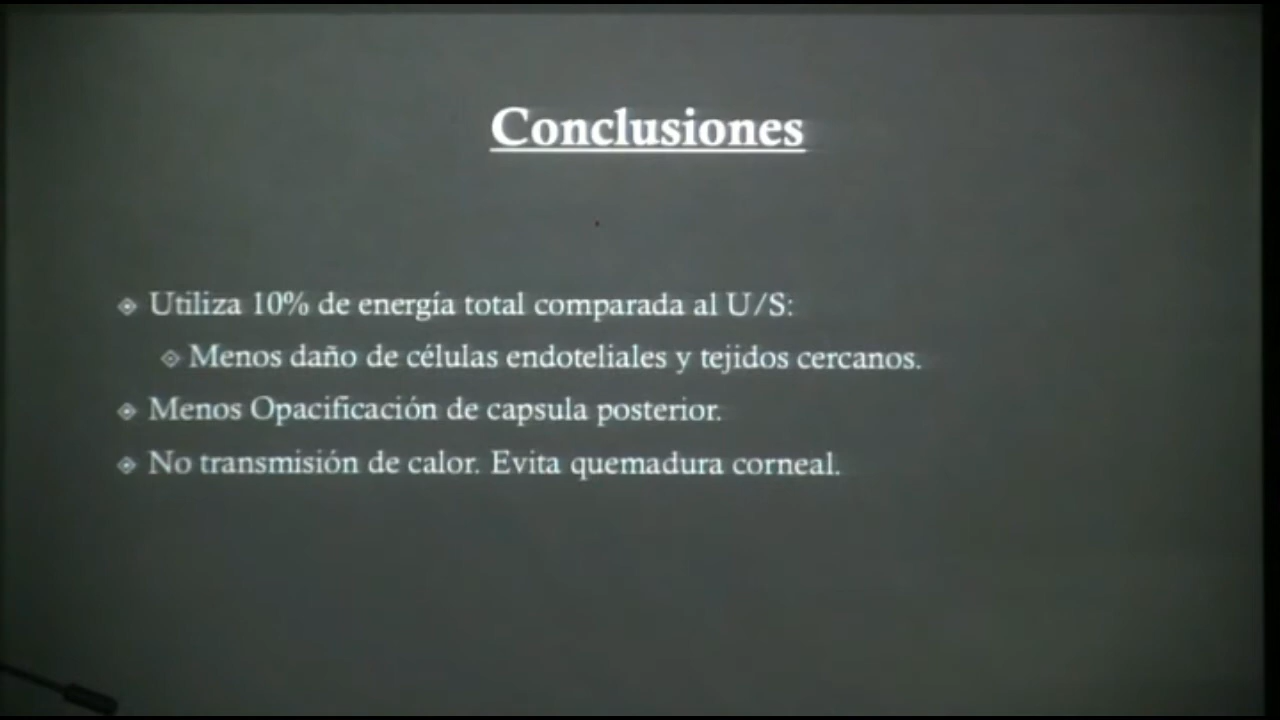 Conclusiones
Utiliza 10% de energía total comparada al U/S:
Menos daño de células endoteliales y tejidos cercanos.
Menos Opacificación de capsula posterior.
No transmisión de calor. Evita quemadura corneal.